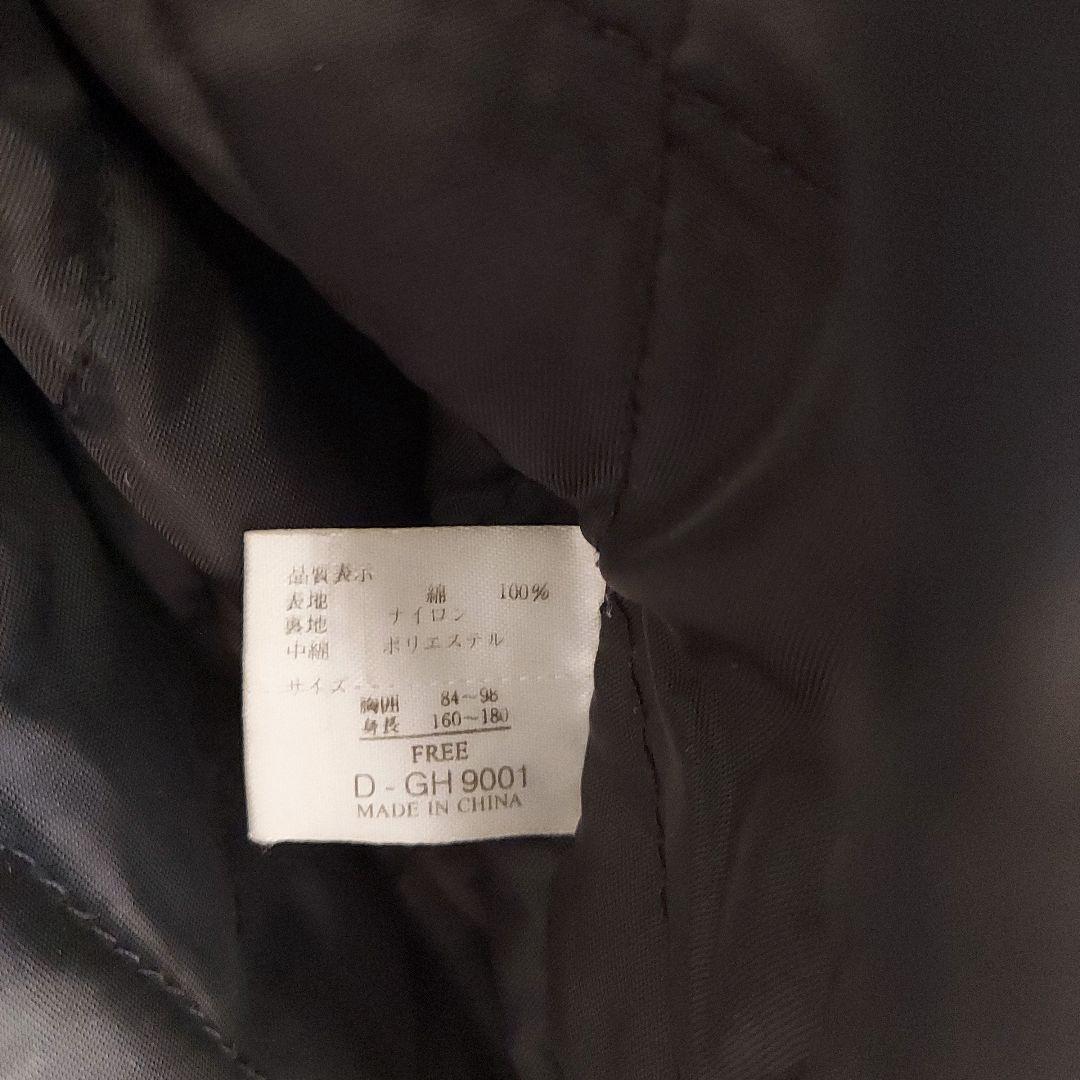 品質表示
表地 綿 100%
裏地 ナイロン
中綿 ポリエステル
サイズ
胸囲 84～98
身長 160～180
FREE
D-GH9001
MADE IN CHINA